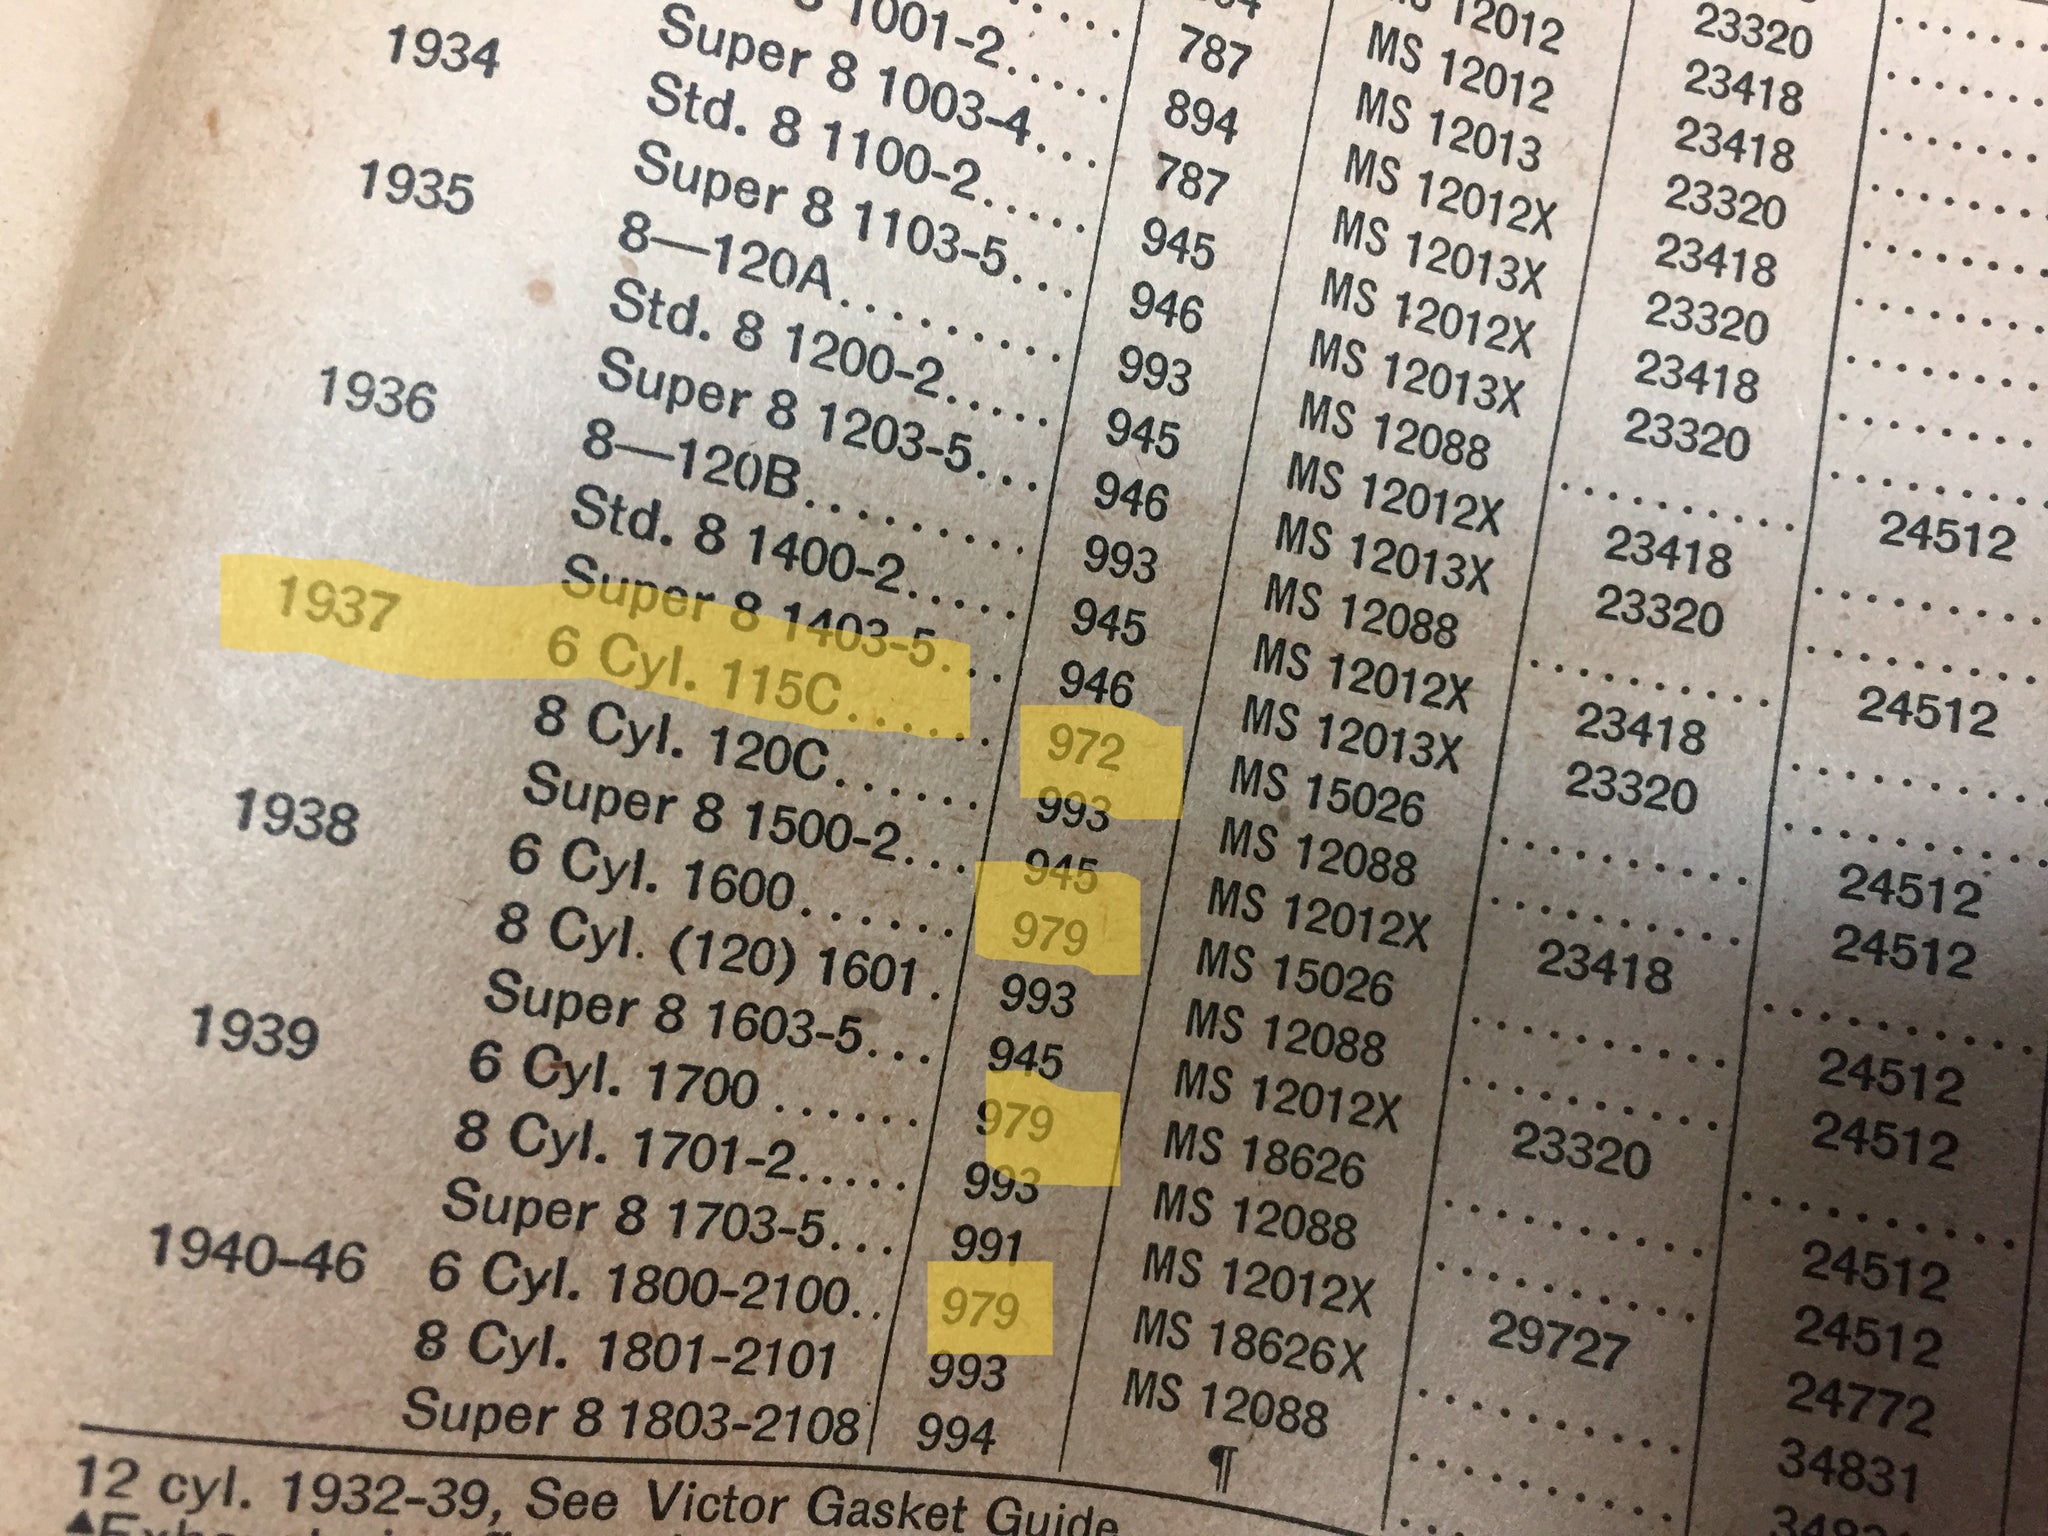 787 MS 12013 23320
1001-2 894 MS 12012X 23418
1934 Super 8 1003-4 787 MS 12013X 23320
Std. 8 1100-2 945 MS 12012X 23418
Super 8 1103-5 946 MS 12013X 23320
1935 8—120A 993 MS 12088 24512
Std. 8 1200-2 945 MS 12012X 23418
Super 8 1203-5 946 MS 12013X 23320
1936 8—120B 993 MS 12088 24512
Std. 8 1400-2 945 MS 12012X 23418
Super 8 1403-5 946 MS 12013X 23320
1937 6 Cyl. 115C 972 MS 15026 24512
8 Cyl. 120C 993 MS 12088 24512
Super 8 1500-2 945 MS 12012X 23418
1938 6 Cyl. 1600 979 MS 15026 24512
8 Cyl. (120) 1601 993 MS 12088 24512
Super 8 1603-5 945 MS 12012X 23320
1939 6 Cyl. 1700 979 MS 18626 24512
8 Cyl. 1701-2 993 MS 12088 24512
Super 8 1703-5 991 MS 12012X 29727 24772
1940-46 6 Cyl. 1800-2100 979 MS 18626X 34831
8 Cyl. 1801-2101 993 MS 12088
Super 8 1803-2108 994 ¶
12 cyl. 1932-39, See Victor Gasket Guide